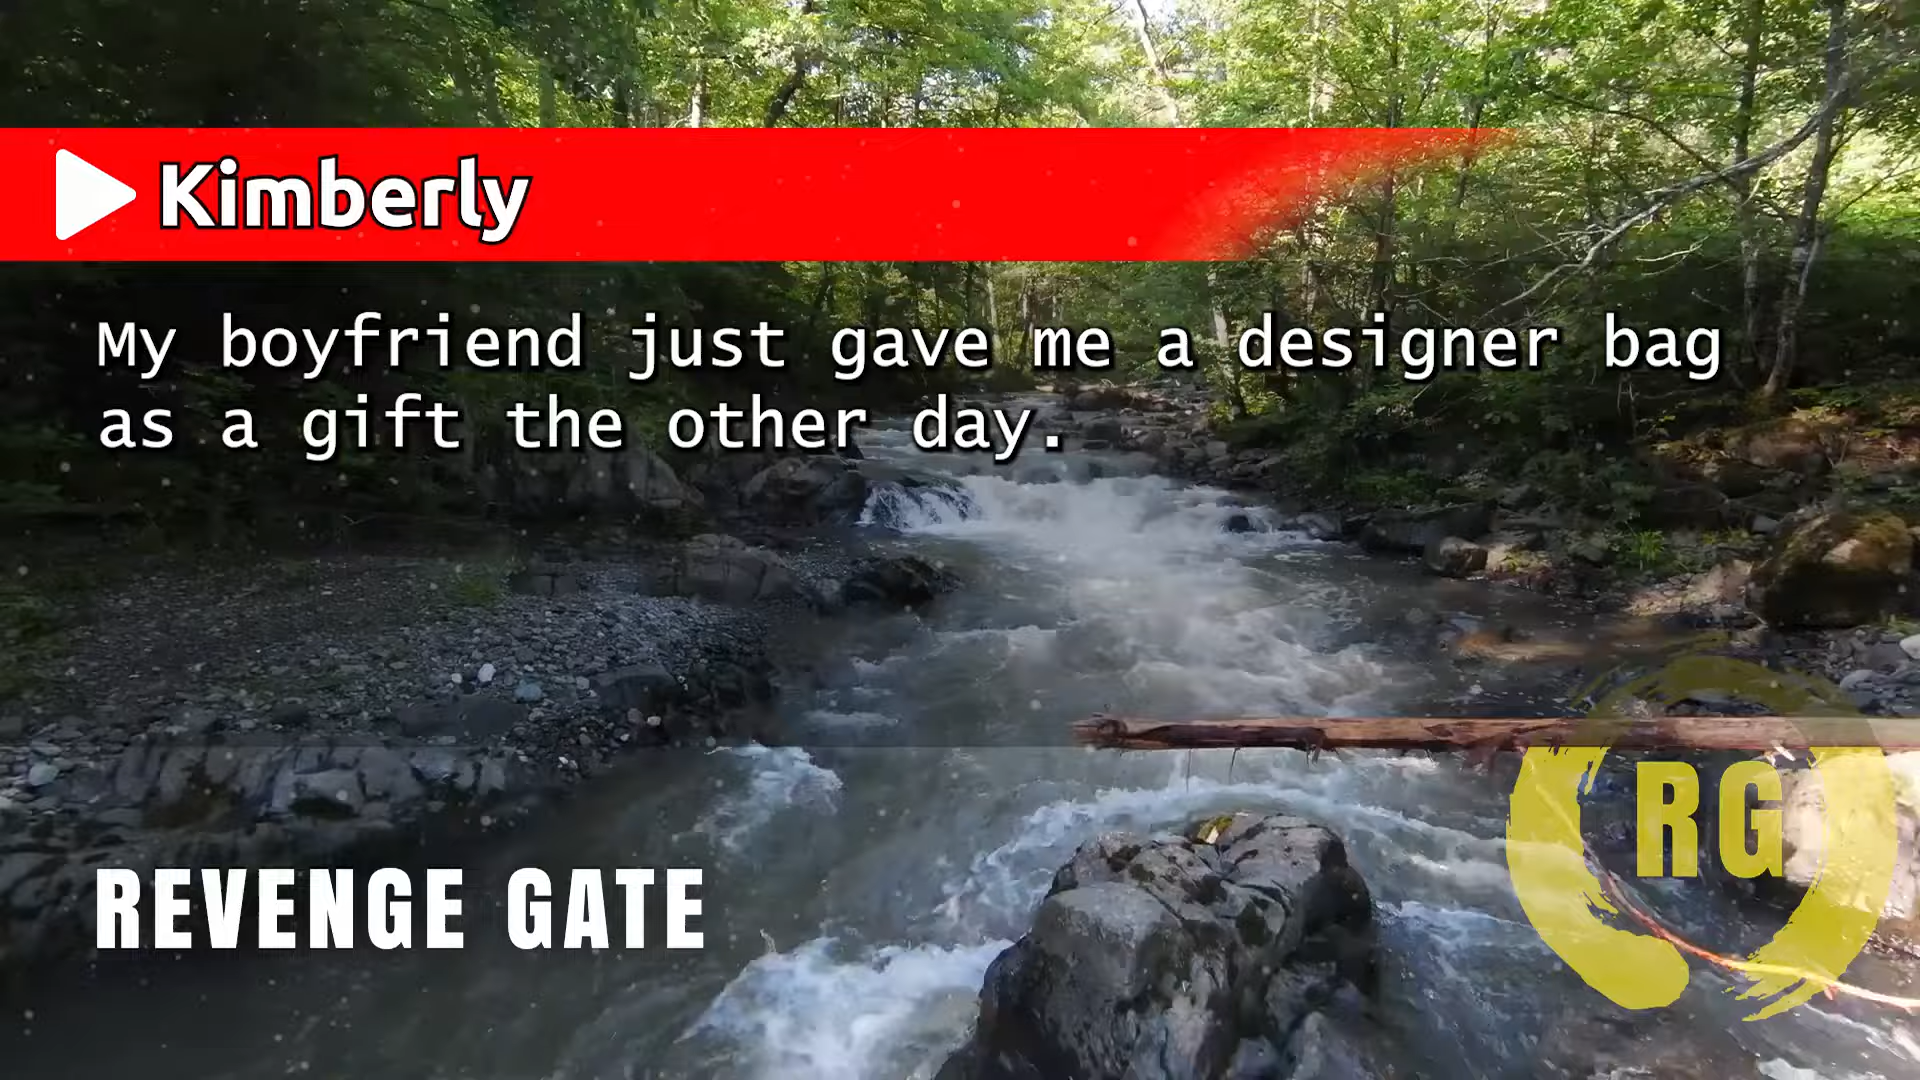 Kimberly
My boyfriend just gave me a designer bag
as a gift the other day.
RG
REVENGE GATE